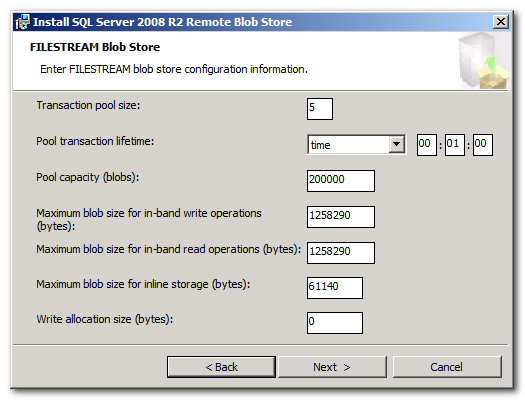 Install SQL Server 2008 R2 Remote Blob Store
FILESTREAM Blob Store
Enter FILESTREAM blob store configuration information.
Transaction pool size:
5
Pool transaction lifetime:
time
00 : 01 : 00
Pool capacity (blobs):
200000
Maximum blob size for in-band write operations
(bytes):
1258290
Maximum blob size for in-band read operations (bytes):
1258290
Maximum blob size for inline storage (bytes):
61140
Write allocation size (bytes):
0
< Back
Next >
Cancel